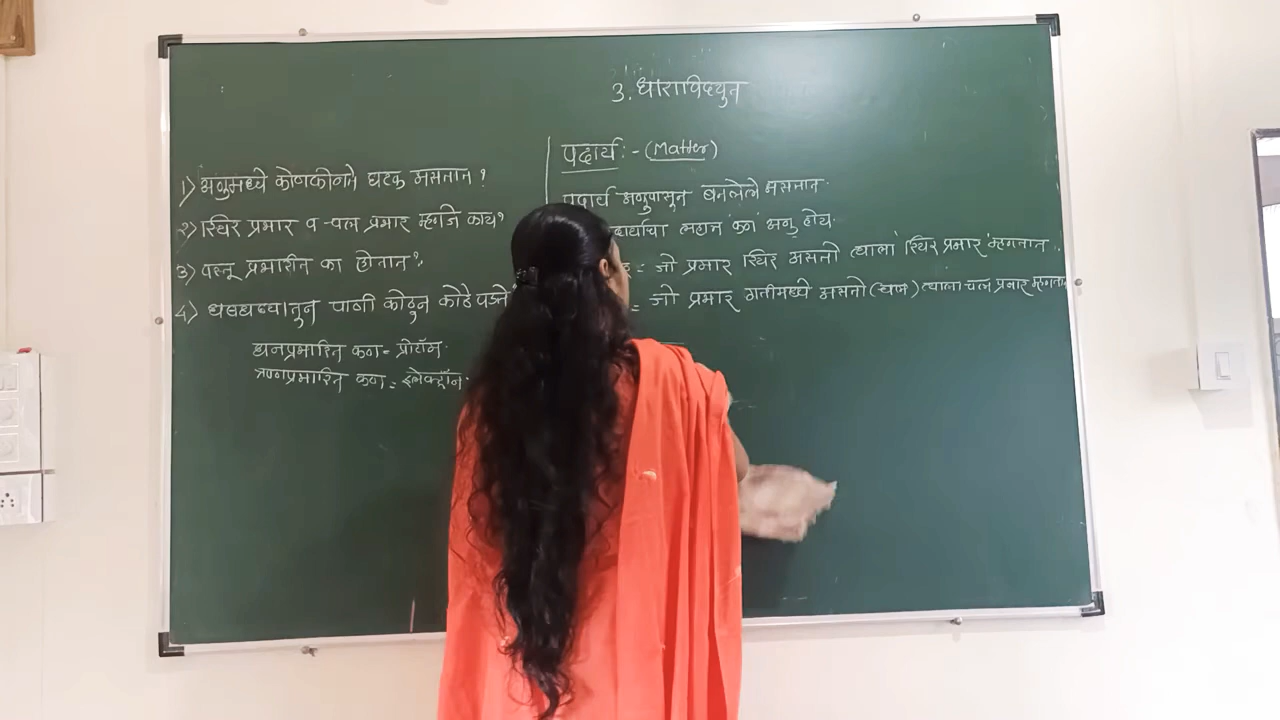 3. धाराविद्युत
1) अणुमध्ये कोणकोणते घटक असतात ?
२) स्थिर प्रभार व चल प्रभार म्हणजे काय?
3) वस्तू प्रभारीत का होतात ?
4) धबधब्यातून पाणी कोठून कोठे पडते
धनप्रभारित कण = प्रोटॉन.
ऋणप्रभारित कण = इलेक्ट्रॉन.
पदार्थ :- (Matter)
पदार्थ अणुपासून बनलेले असतात.
लहान कण अणु होय.
= जो प्रभार स्थिर असतो त्याला स्थिर प्रभार म्हणतात.
= जो प्रभार गतीमध्ये असतो (चल) त्याला चल प्रभार म्हणतात